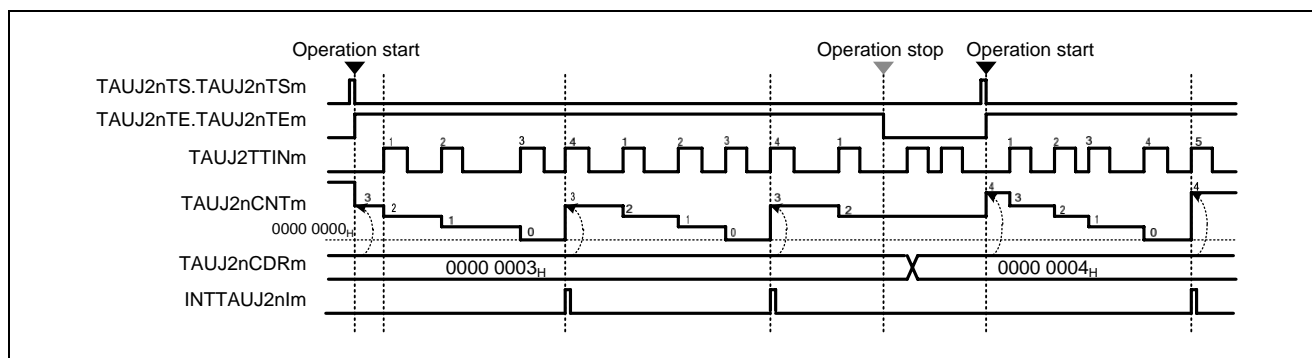 Operation start Operation stop Operation start
TAUJ2nTS.TAUJ2nTSm
TAUJ2nTE.TAUJ2nTEm
1 2 3 4 1 2 3 4 1 1 2 3 4 5
TAUJ2TTINm
4 4
3 3 3 3
TAUJ2nCNTm
2 2 2 2
1 1 1
0000 0000H 0 0 0
TAUJ2nCDRm
0000 0003H 0000 0004H
INTTAUJ2nIm